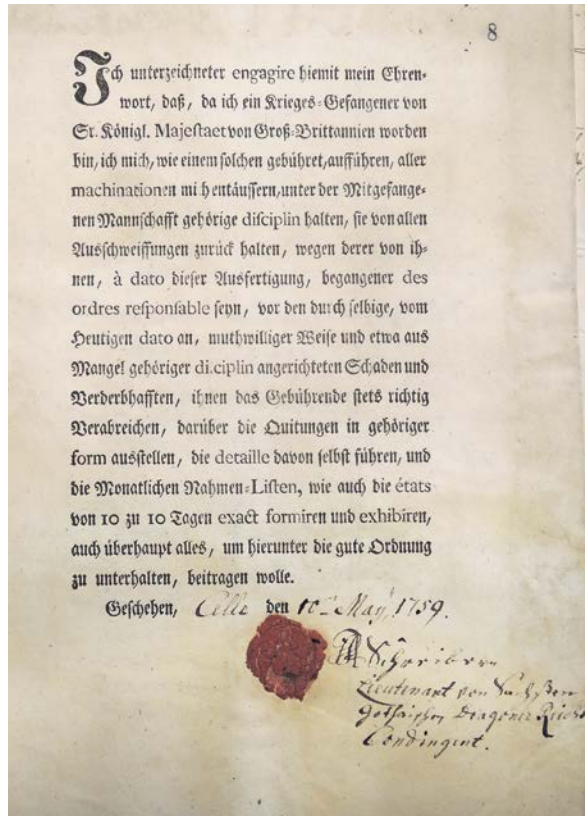 8
Ich unterzeichneter engagire hiemit mein Ehren-
wort, daß, da ich ein Krieges-Gefangener von
Sr. Königl. Majestaet von Groß-Brittannien worden
bin, ich mich, wie einem solchen gebühret, aufführen, aller
machinationen mi h entäussern, unter der Mitgefange-
nen Mannschafft gehörige disciplin halten, sie von allen
Ausschweiffungen zurück halten, wegen derer von ih-
nen, à dato dieser Ausfertigung, begangener des
ordres responsable seyn, vor den durch selbige, vom
Heutigen dato an, muthwilliger Weise und etwa aus
Mangel gehöriger di.ciplin angerichteten Schaden und
Verderb hafften, ihnen das Gebührende stets richtig
Verabreichen, darüber die Quitungen in gehöriger
form ausstellen, die detaille davon selbst führen, und
die Monatlichen Nahmen-Listen, wie auch die états
von 10 zu 10 Tagen exact formiren und exhibiren,
auch überhaupt alles, um hierunter die gute Ordnung
zu unterhalten, beitragen wolle.
Geschehen, Celle den 10t May, 1759.
Lieutenant von Sachßen
Gothaischen Dragoner
Condingent.